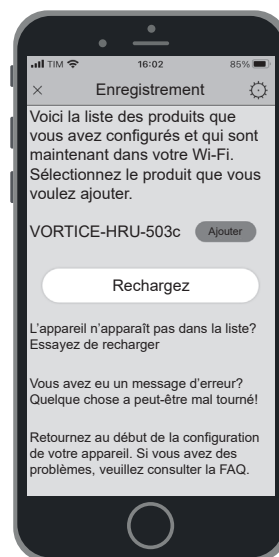 TIM 16:02 85%
× Enregistrement
Voici la liste des produits que
vous avez configurés et qui sont
maintenant dans votre Wi-Fi.
Sélectionnez le produit que vous
voulez ajouter.
VORTICE-HRU-503c Ajouter
Rechargez
L’appareil n’apparaît pas dans la liste?
Essayez de recharger
Vous avez eu un message d’erreur?
Quelque chose a peut-être mal tourné!
Retournez au début de la configuration
de votre appareil. Si vous avez des
problèmes, veuillez consulter la FAQ.